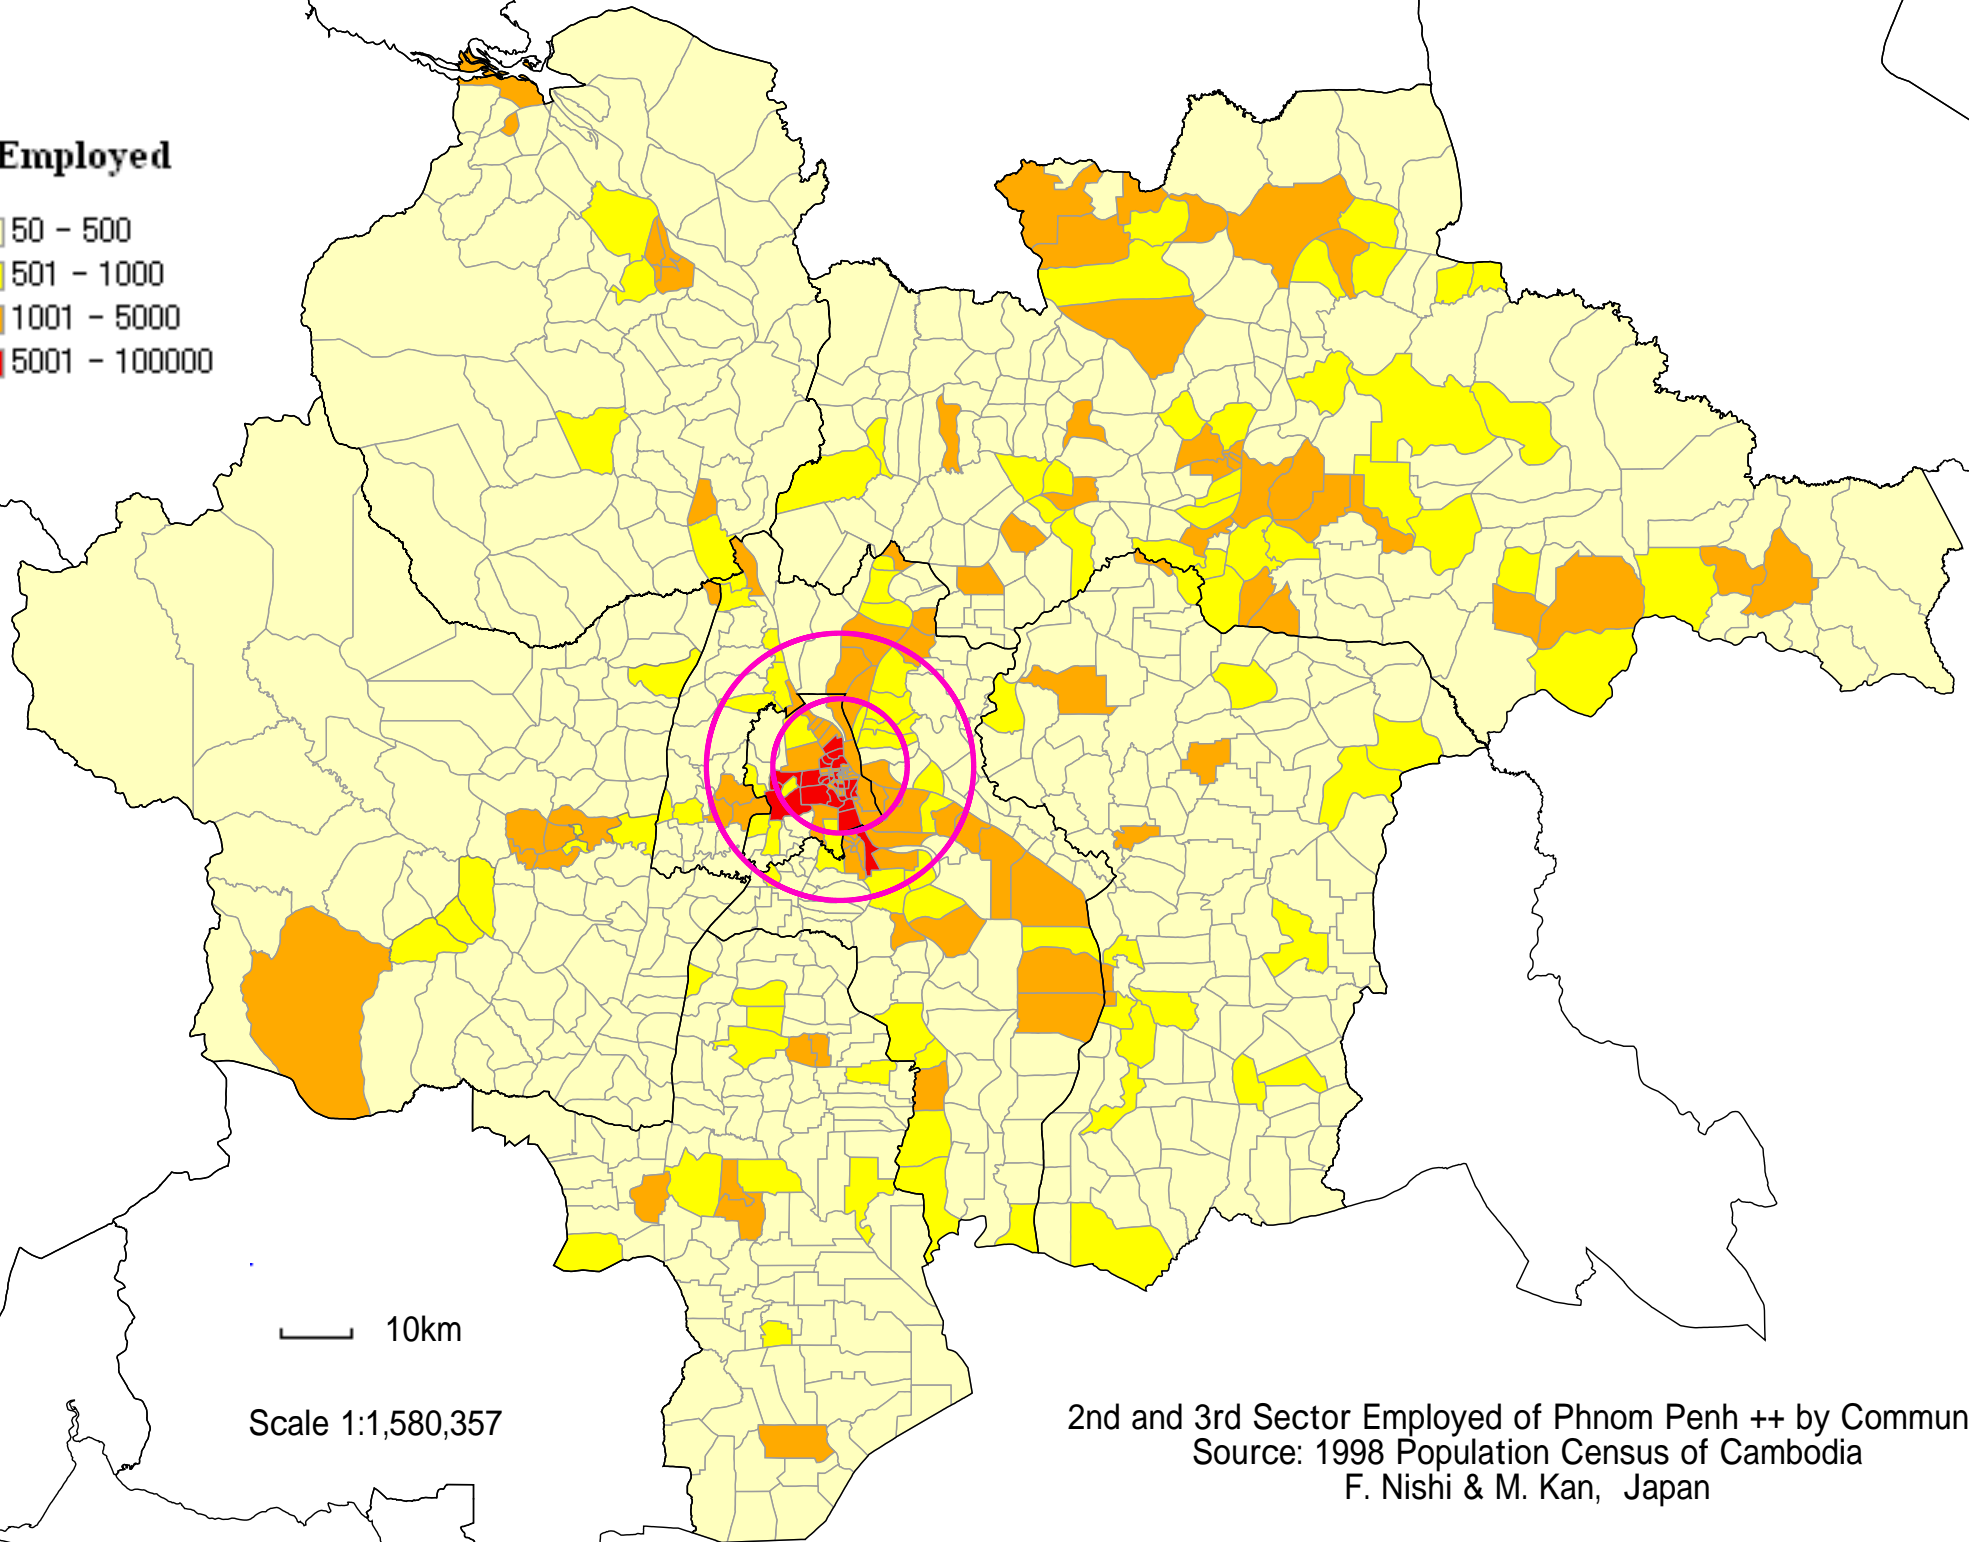 Employed
50 - 500
501 - 1000
1001 - 5000
5001 - 100000
10km
Scale 1:1,580,357
2nd and 3rd Sector Employed of Phnom Penh ++ by Commun
Source: 1998 Population Census of Cambodia
F. Nishi & M. Kan, Japan